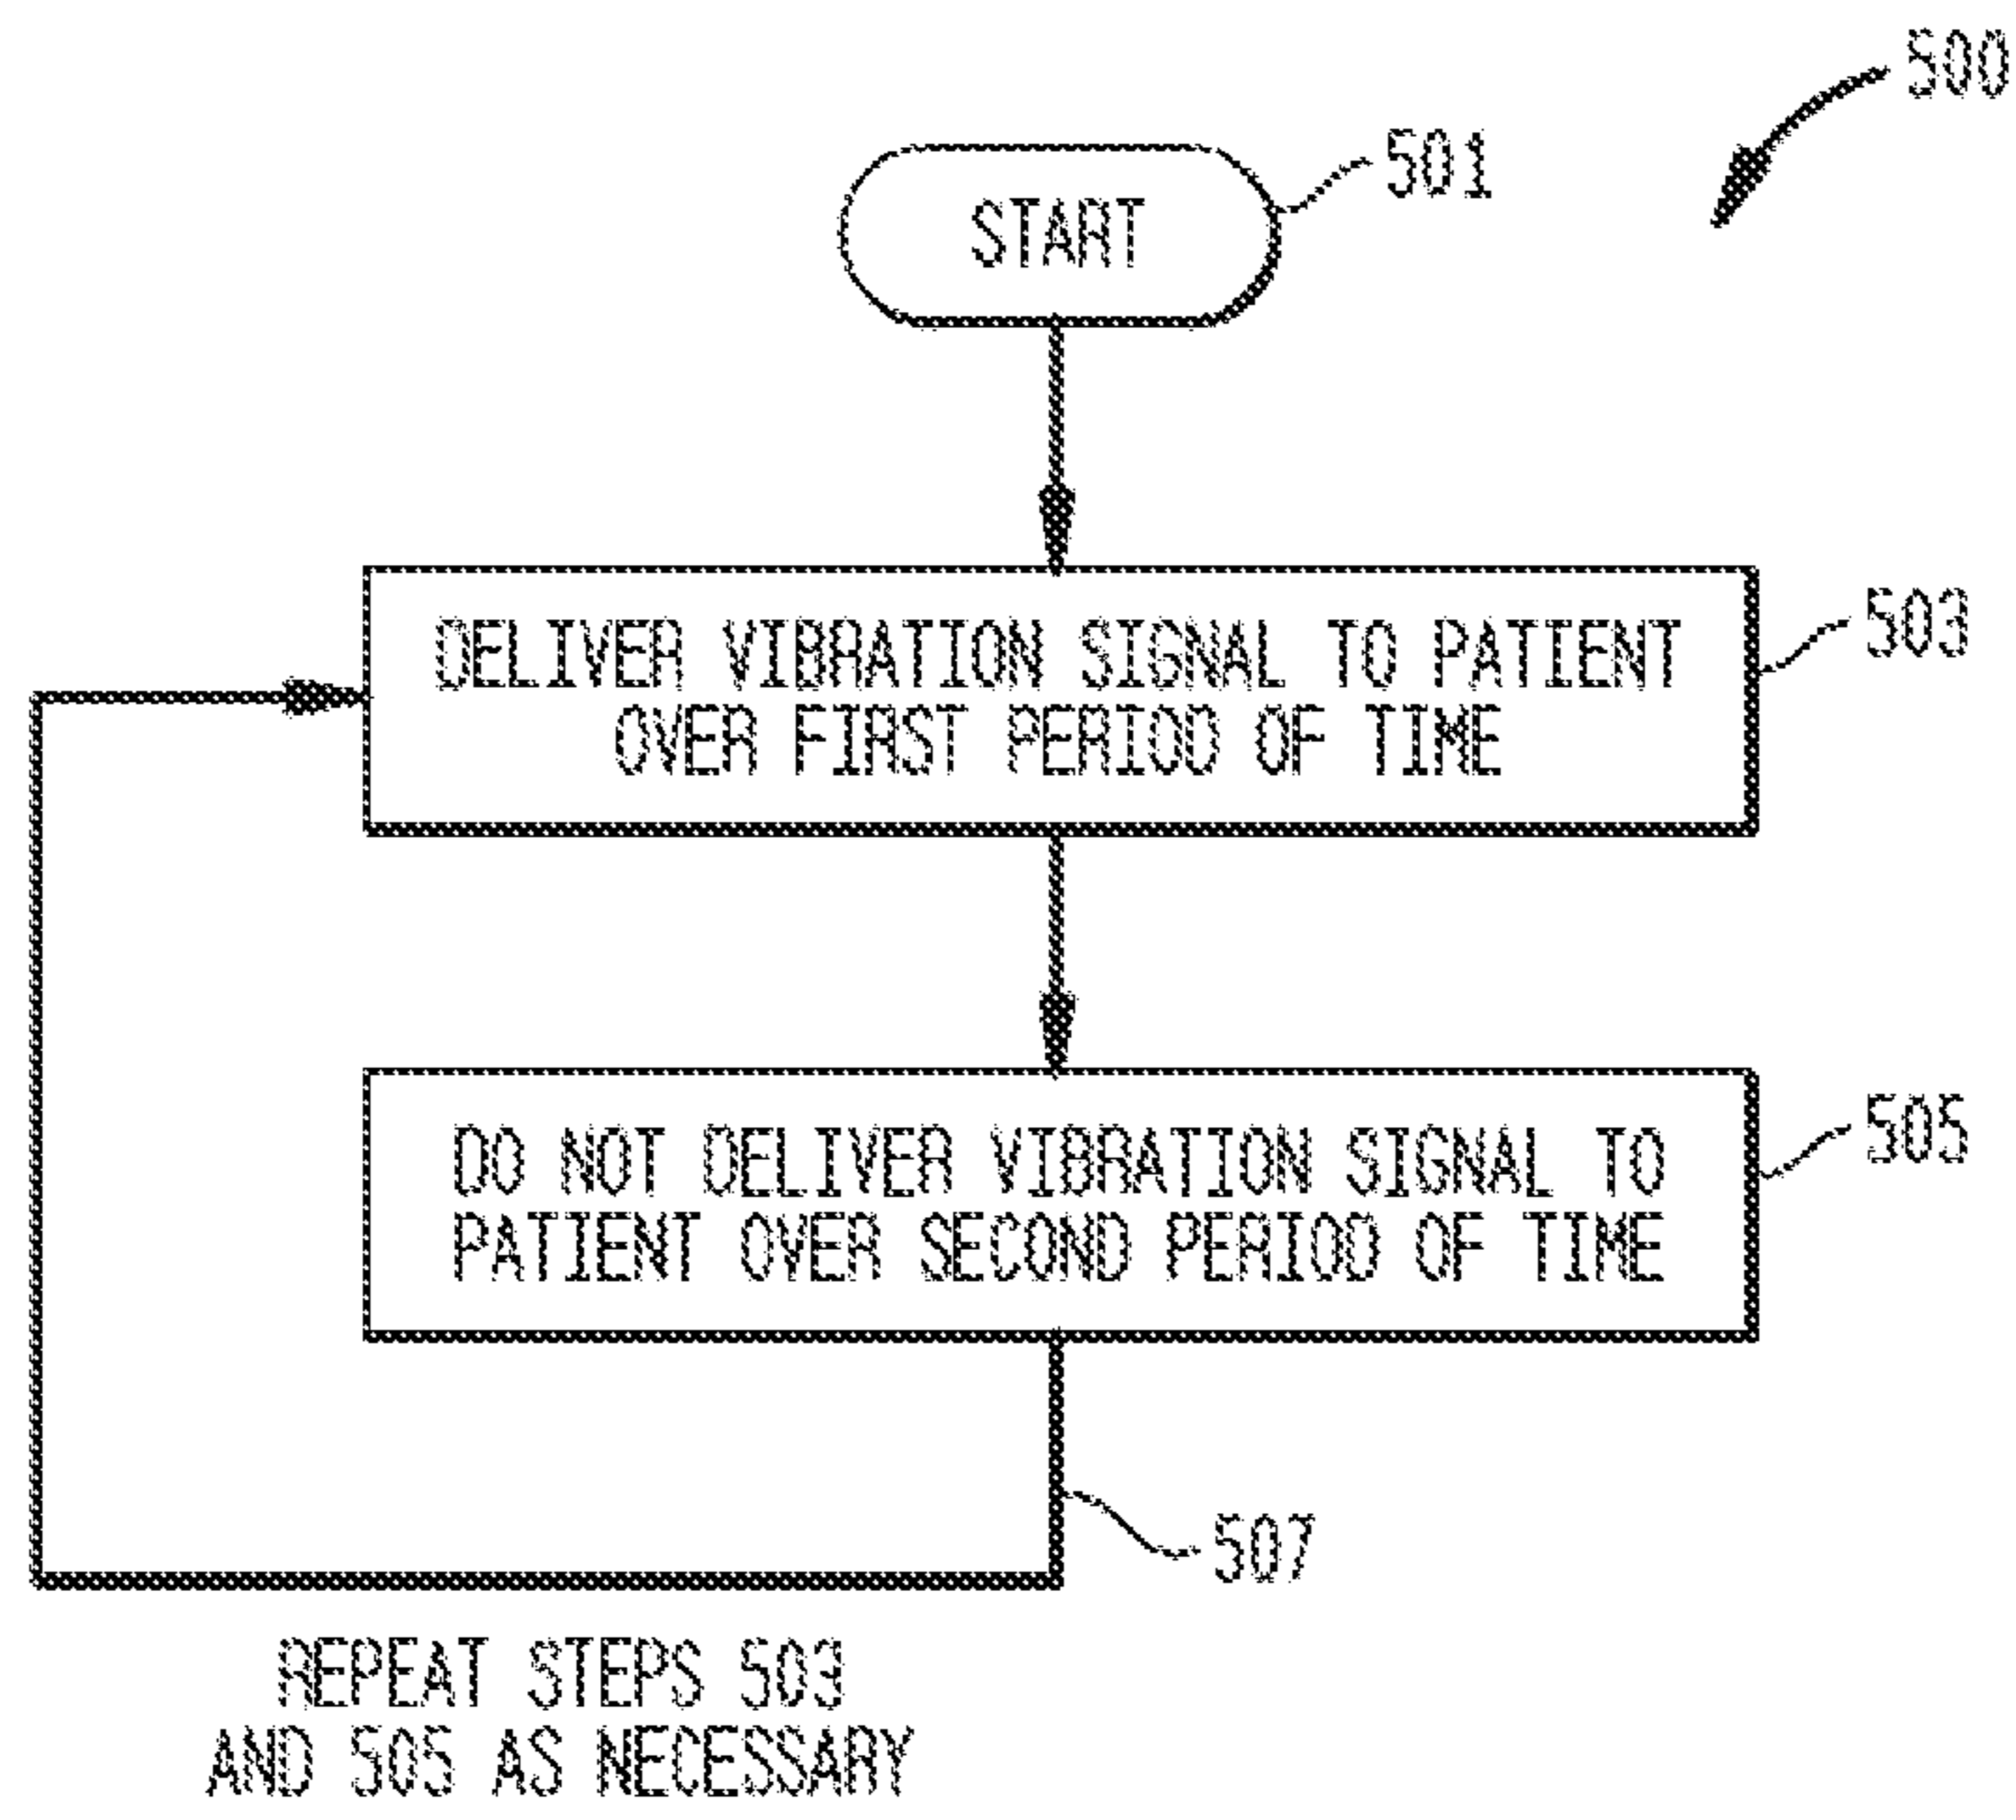 500
501
START
503
DELIVER VIBRATION SIGNAL TO PATIENT
OVER FIRST PERIOD OF TIME
505
DO NOT DELIVER VIBRATION SIGNAL TO
PATIENT OVER SECOND PERIOD OF TIME
507
REPEAT STEPS 503
AND 505 AS NECESSARY